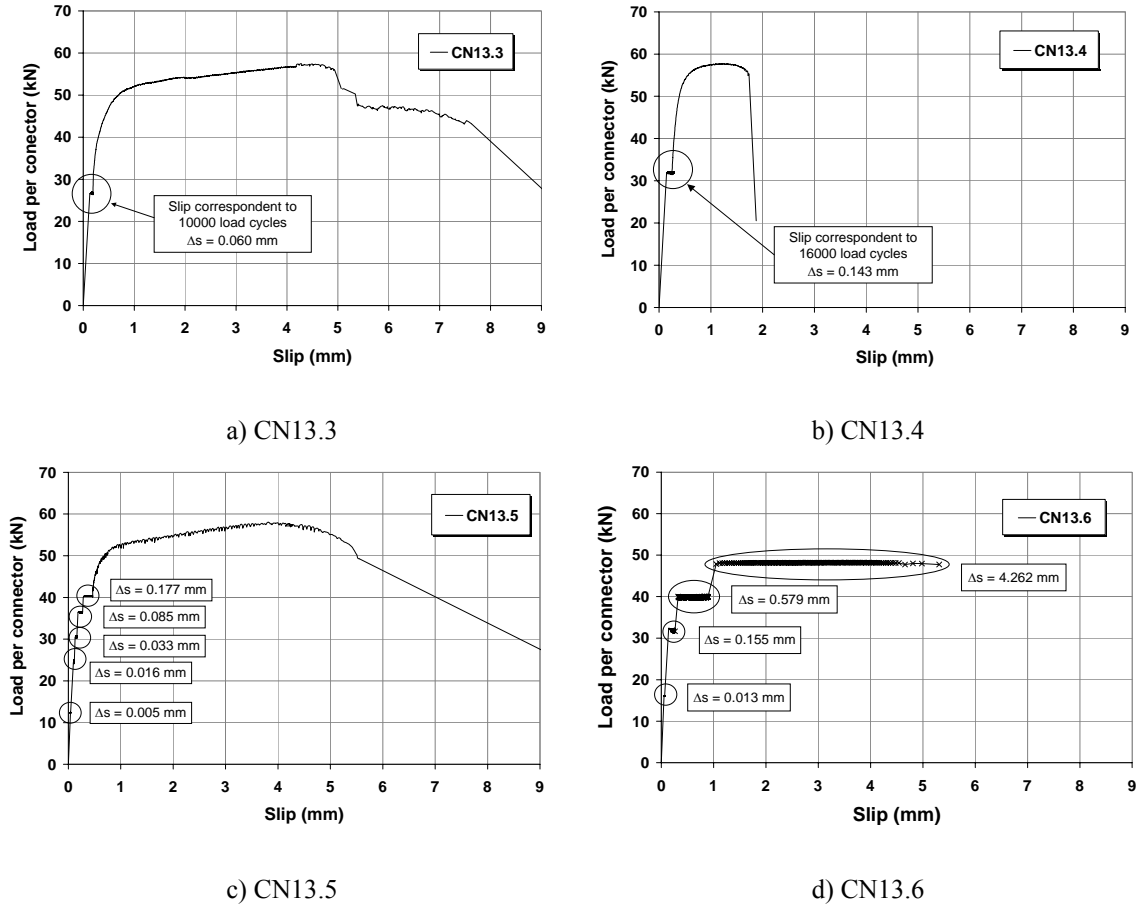 70
60
50
40
30
20
10
0
Load per connector (kN)
CN13.3
Slip correspondent to
10000 load cycles
Δs = 0.060 mm
0 1 2 3 4 5 6 7 8 9
Slip (mm)
a) CN13.3
70
60
50
40
30
20
10
0
Load per connector (kN)
CN13.4
Slip correspondent to
16000 load cycles
Δs = 0.143 mm
0 1 2 3 4 5 6 7 8 9
Slip (mm)
b) CN13.4
70
60
50
40
30
20
10
0
Load per connector (kN)
CN13.5
Δs = 0.177 mm
Δs = 0.085 mm
Δs = 0.033 mm
Δs = 0.016 mm
Δs = 0.005 mm
0 1 2 3 4 5 6 7 8 9
Slip (mm)
c) CN13.5
70
60
50
40
30
20
10
0
Load per connector (kN)
CN13.6
Δs = 4.262 mm
Δs = 0.579 mm
Δs = 0.155 mm
Δs = 0.013 mm
0 1 2 3 4 5 6 7 8 9
Slip (mm)
d) CN13.6